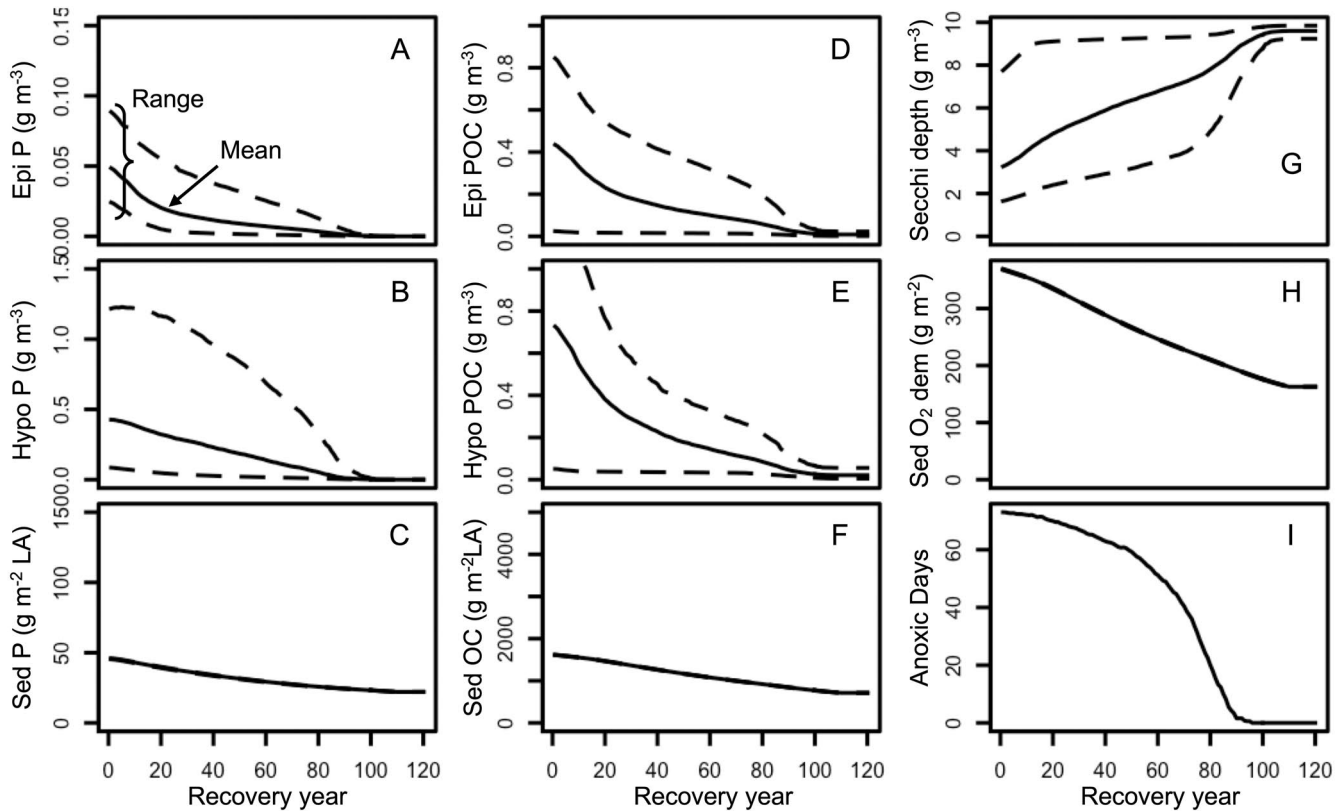 Epi P (g m-3)
0.15
0.10
0.05
0.00
A
Range
Mean
Epi POC (g m-3)
0.8
0.4
0.0
D
Secchi depth (g m-3)
10
8
6
4
2
0
G
Hypo P (g m-3)
1.5
1.0
0.5
0.0
B
Hypo POC (g m-3)
0.8
0.4
0.0
E
Sed O2 dem (g m-2)
300
200
100
0
H
Sed P (g m-2 LA)
150
100
50
0
C
Sed OC (g m-2LA)
4000
2000
0
F
Anoxic Days
60
40
20
0
I
0 20 40 60 80 100 120
Recovery year
0 20 40 60 80 100 120
Recovery year
0 20 40 60 80 100 120
Recovery year